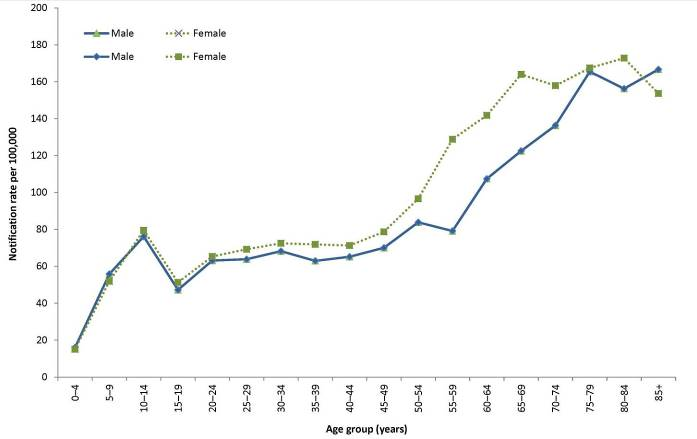 Male Female
Male Female
Notification rate per 100,000
200
180
160
140
120
100
80
60
40
20
0
0–4 5–9 10–14 15–19 20–24 25–29 30–34 35–39 40–44 45–49 50–54 55–59 60–64 65–69 70–74 75–79 80–84 85+
Age group (years)